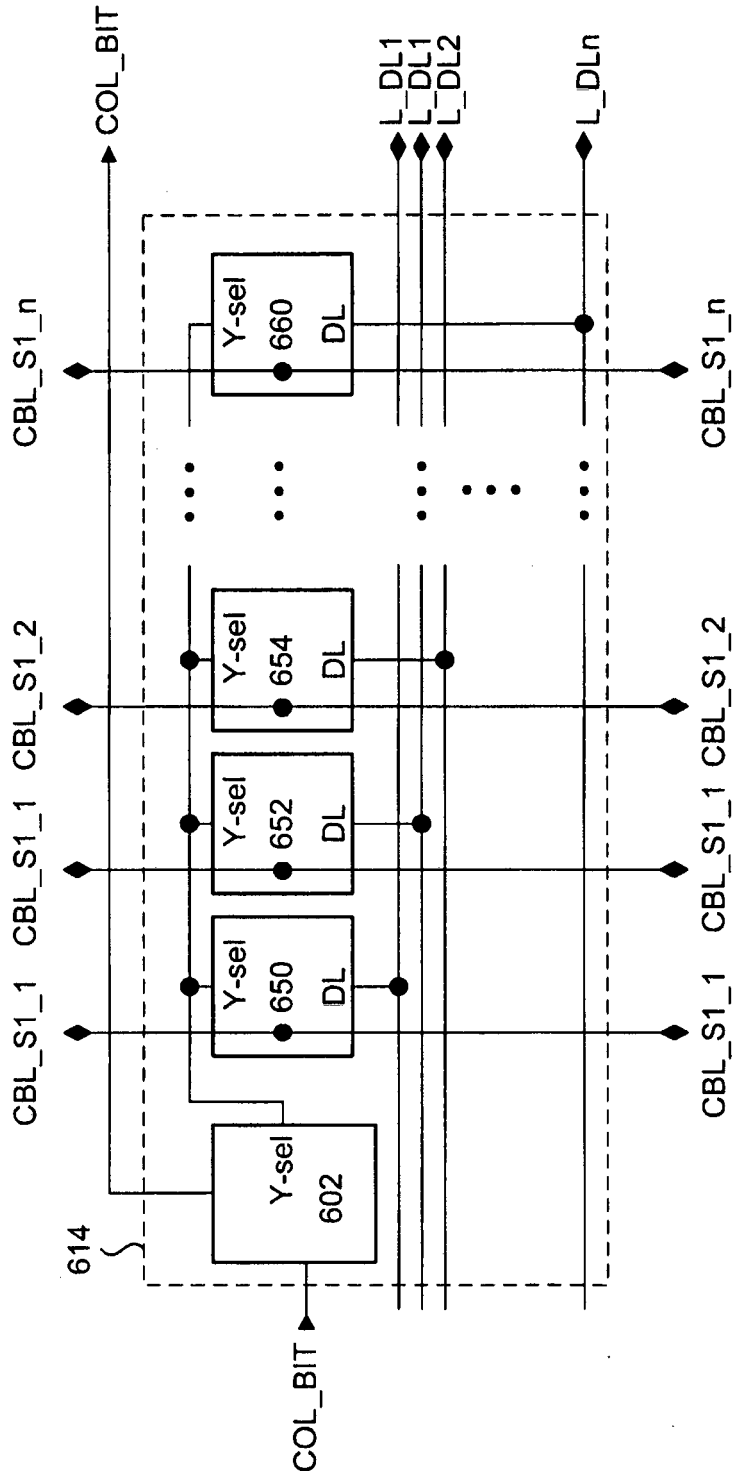 CBL_S1_1
CBL_S1_1
CBL_S1_2
CBL_S1_n
COL_BIT
614
Y-sel
602
Y-sel
650
DL
Y-sel
652
DL
Y-sel
654
DL
Y-sel
660
DL
COL_BIT
L_DL1
L_DL1
L_DL2
L_DLn
CBL_S1_1
CBL_S1_1
CBL_S1_2
CBL_S1_n